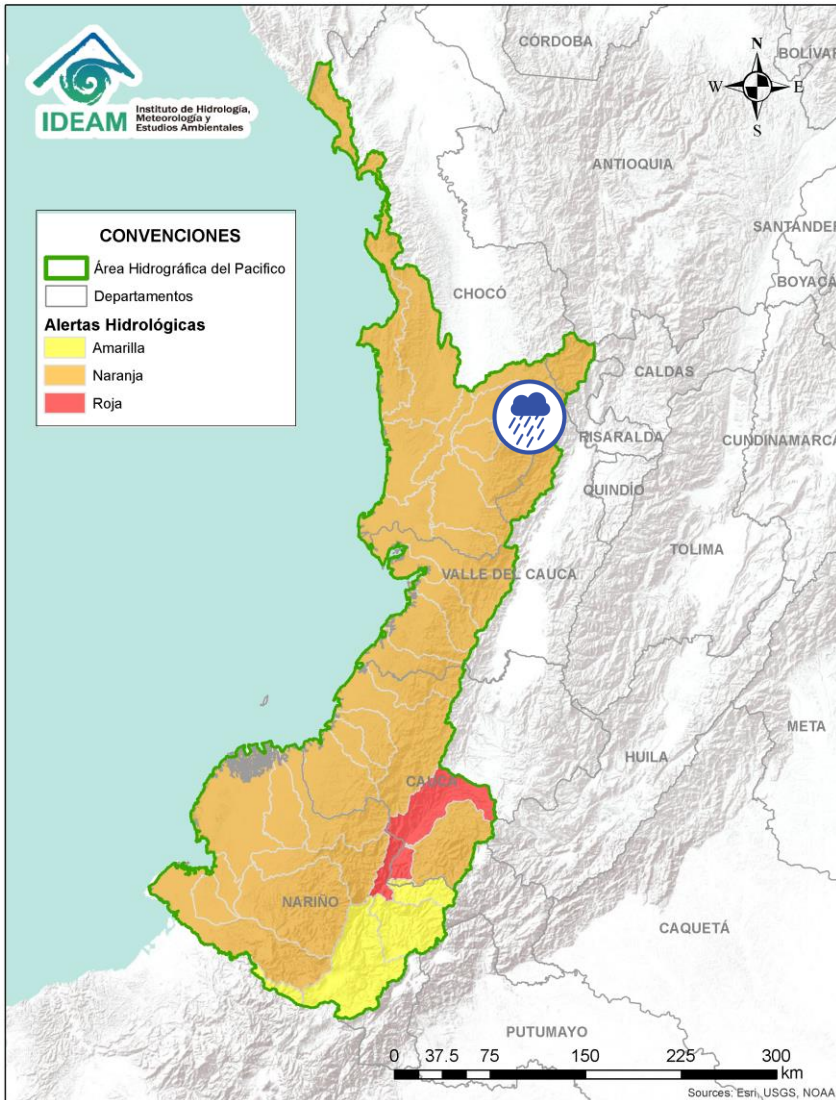 IDEAM
Instituto de Hidrología,
Meteorología y
Estudios Ambientales
CÓRDOBA
BOLÍVAR
N
W
E
S
ANTIOQUIA
SANTANDER
BOYACÁ
CONVENCIONES
Área Hidrográfica del Pacifico
Departamentos
Alertas Hidrológicas
Amarilla
Naranja
Roja
CHOCÓ
CALDAS
RISARALDA
CUNDINAMARCA
QUINDÍO
TOLIMA
VALLE DEL CAUCA
META
HUILA
CAUCA
NARIÑO
CAQUETÁ
PUTUMAYO
0 37.5 75 150 225 300
km
Sources: Esri, USGS, NOAA